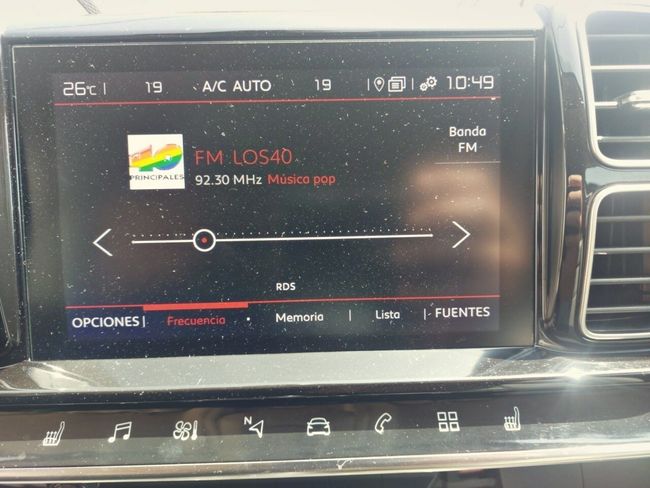 26°C | 19 A/C AUTO 19 | | 10:49
40
PRINCIPALES
FM LOS40
92.30 MHz Música pop
Banda
FM
RDS
OPCIONES | Frecuencia • Memoria | Lista | FUENTES
N